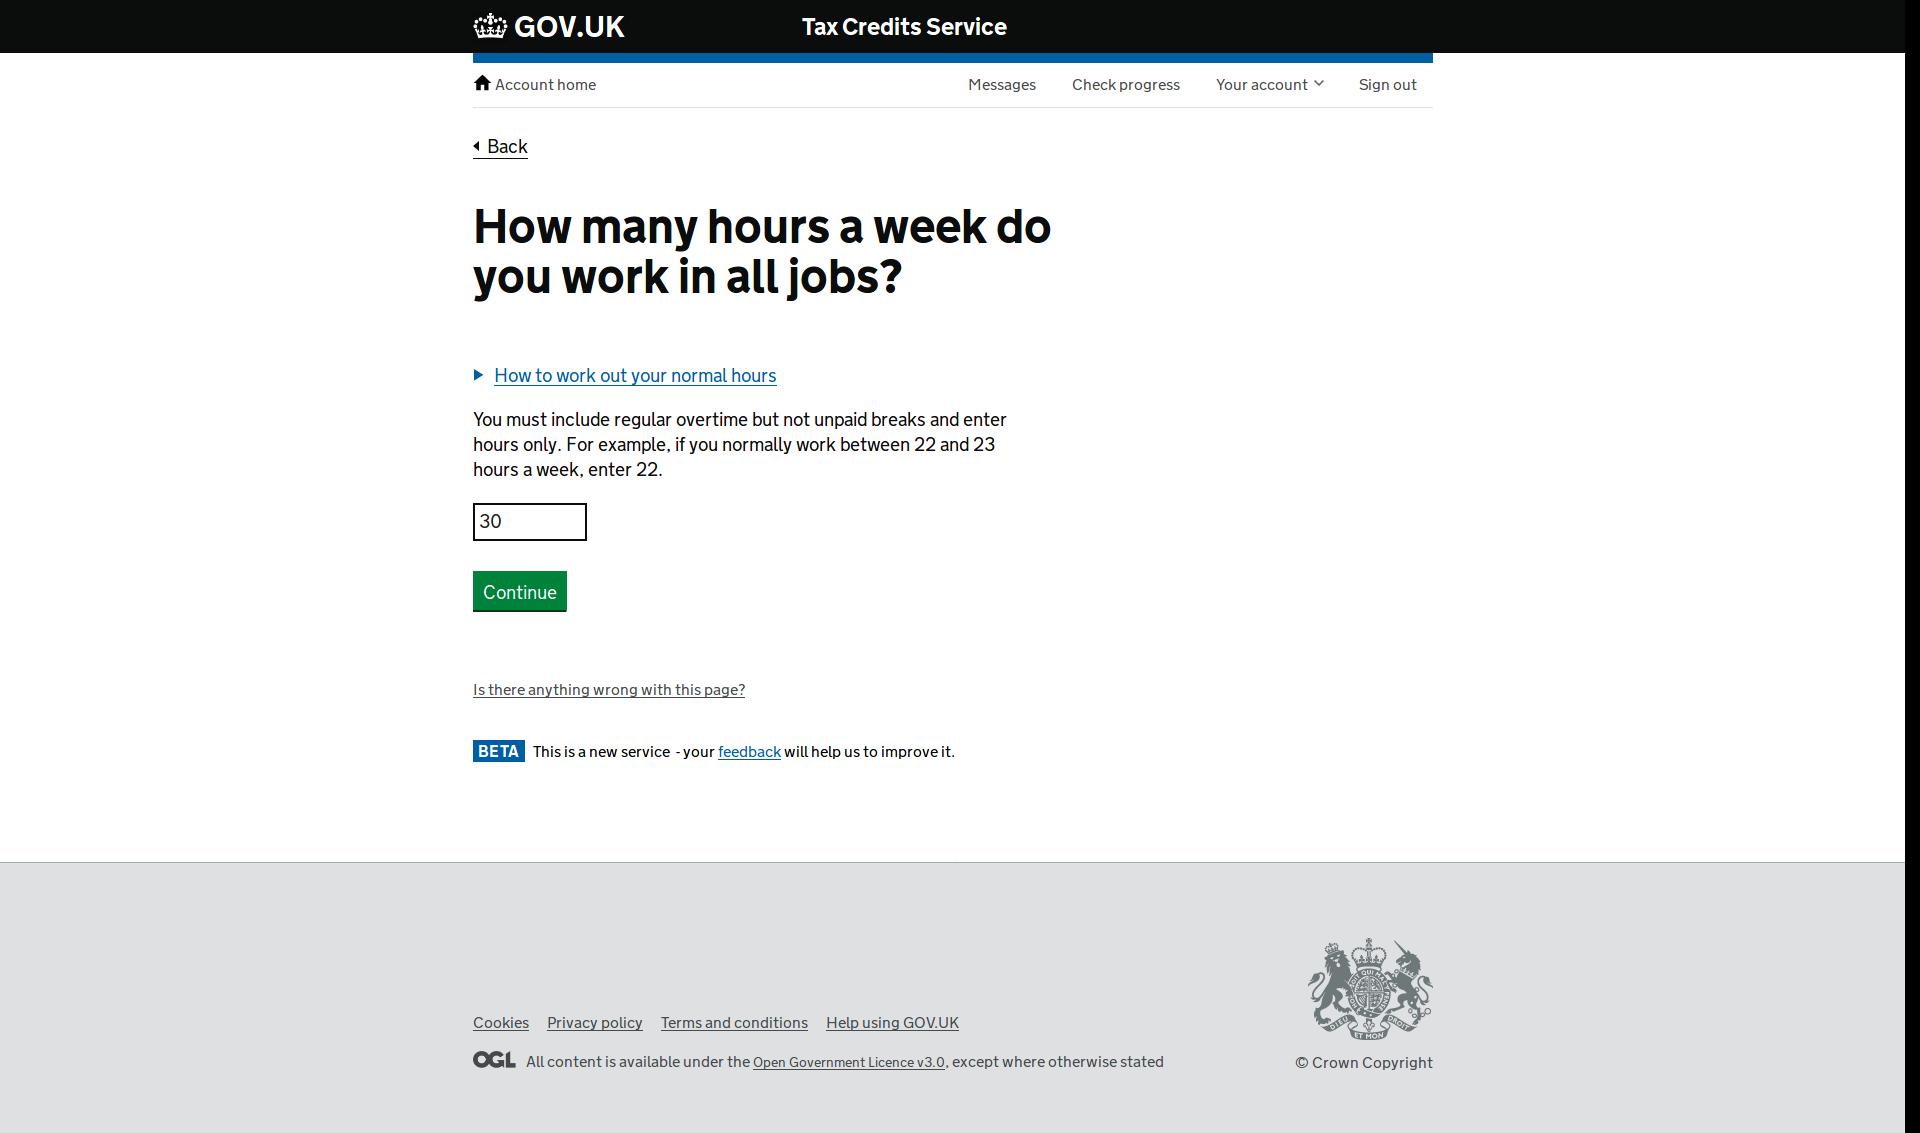 GOV.UK
Tax Credits Service
Account home
Messages
Check progress
Your account
Sign out
Back
How many hours a week do
you work in all jobs?
How to work out your normal hours
You must include regular overtime but not unpaid breaks and enter
hours only. For example, if you normally work between 22 and 23
hours a week, enter 22.
30
Continue
Is there anything wrong with this page?
BETA This is a new service - your feedback will help us to improve it.
Cookies
Privacy policy
Terms and conditions
Help using GOV.UK
OGL All content is available under the Open Government Licence v3.0, except where otherwise stated
© Crown Copyright